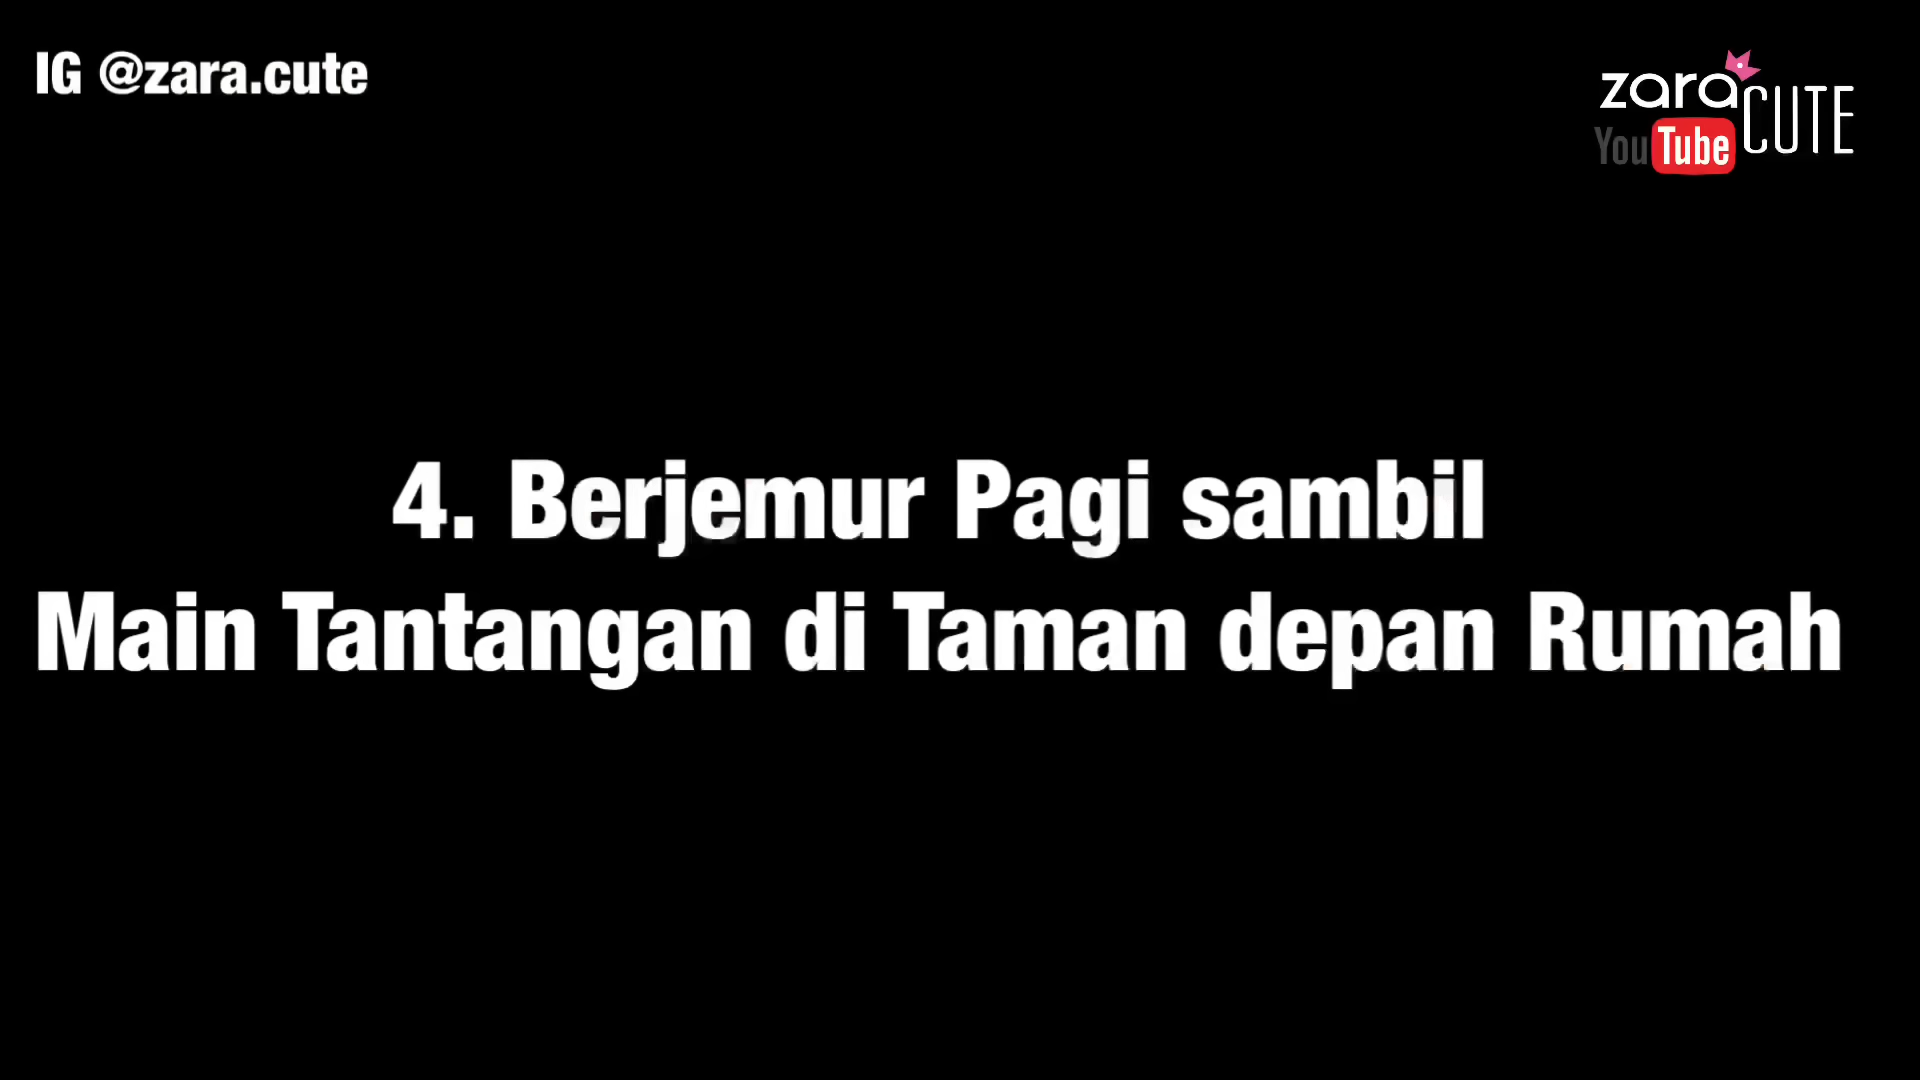 IG @zara.cute
zara CUTE
YouTube
4. Berjemur Pagi sambil
Main Tantangan di Taman depan Rumah